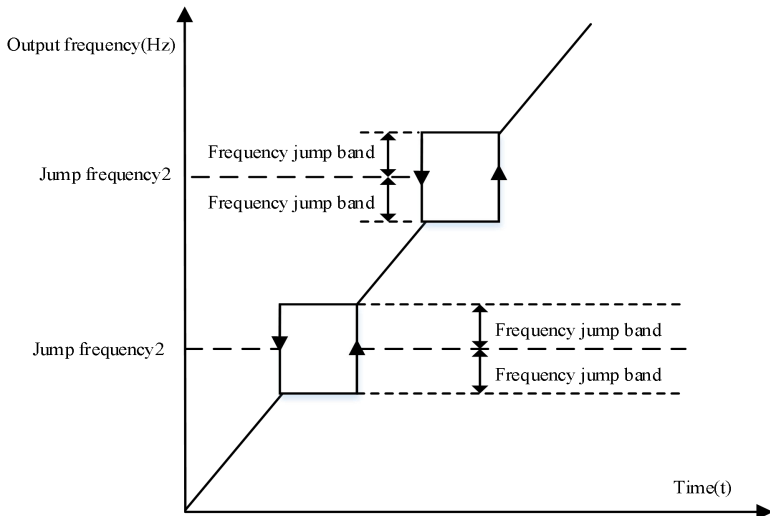 Output frequency(Hz)
Frequency jump band
Jump frequency2
Frequency jump band
Frequency jump band
Jump frequency2
Frequency jump band
Time(t)